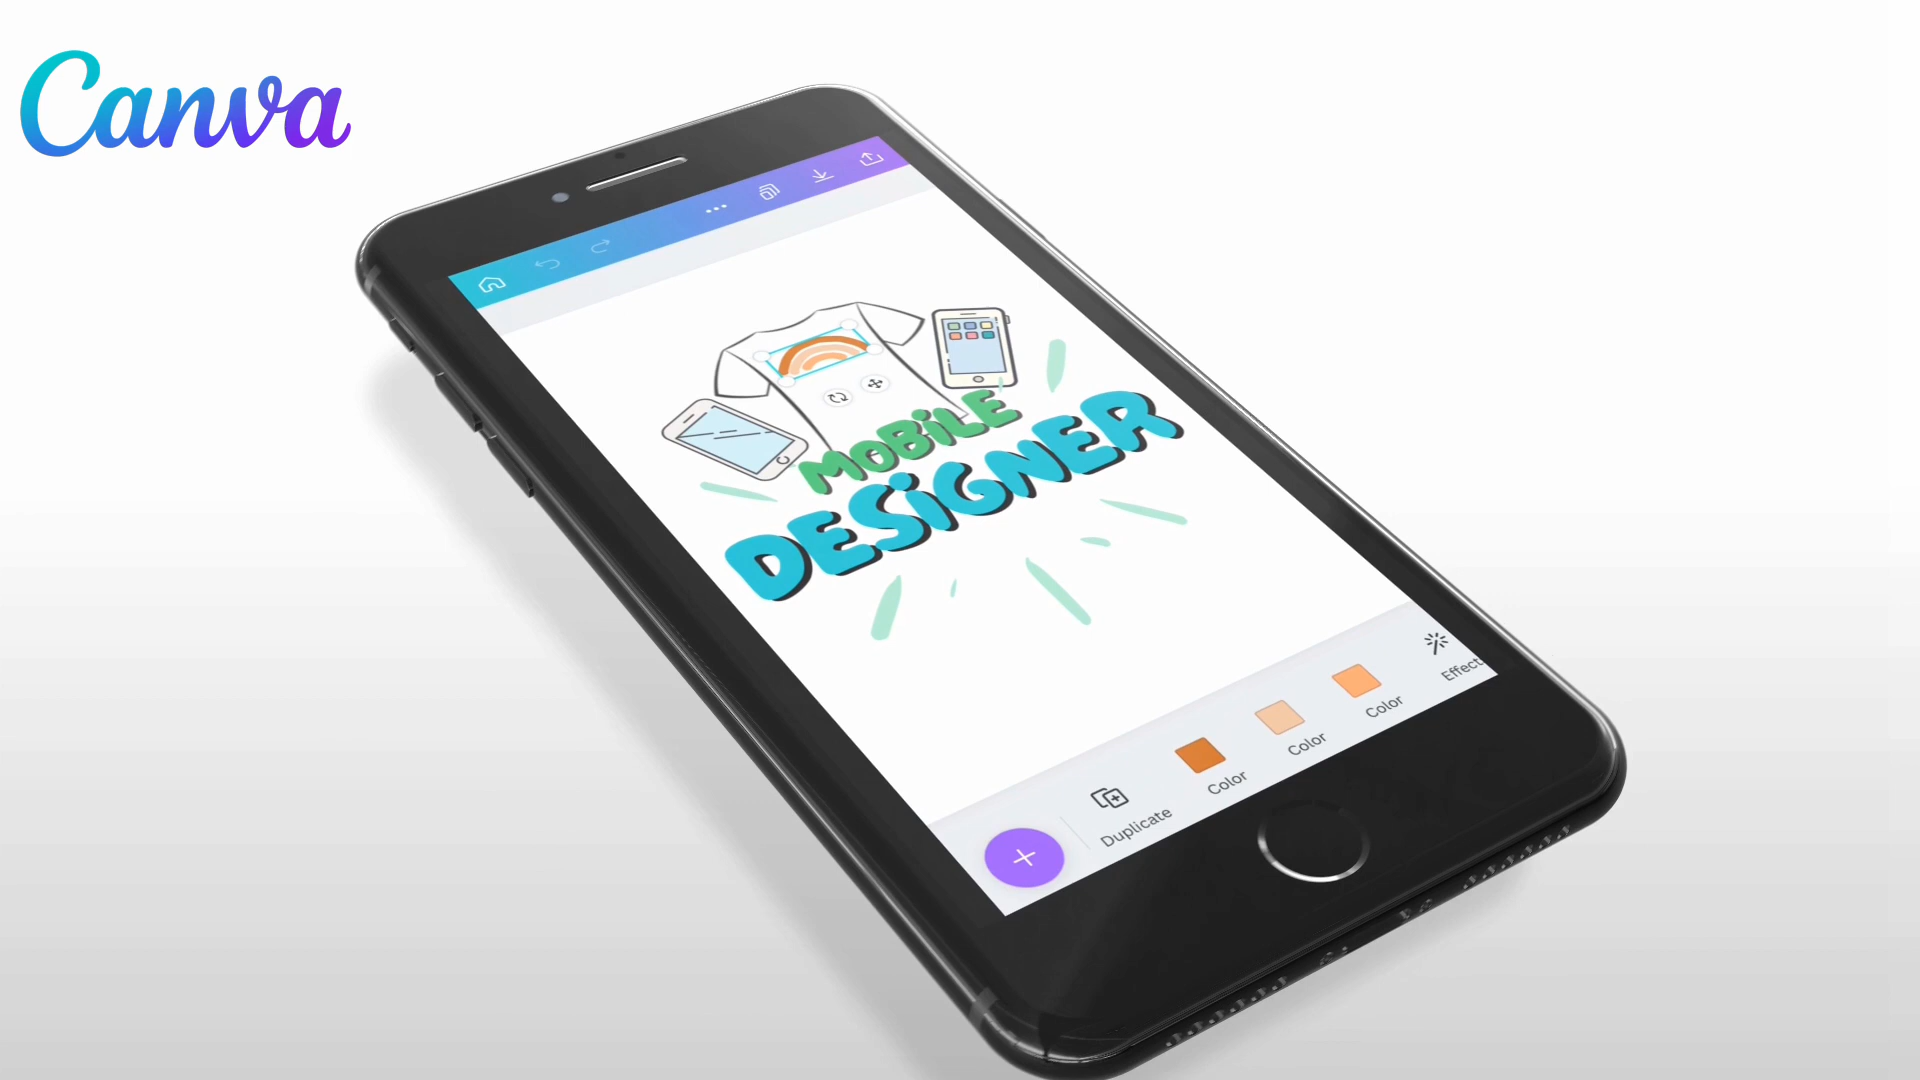 Canva
MOBiLE
DESiGNER
Duplicate
Color
Color
Color
Effect